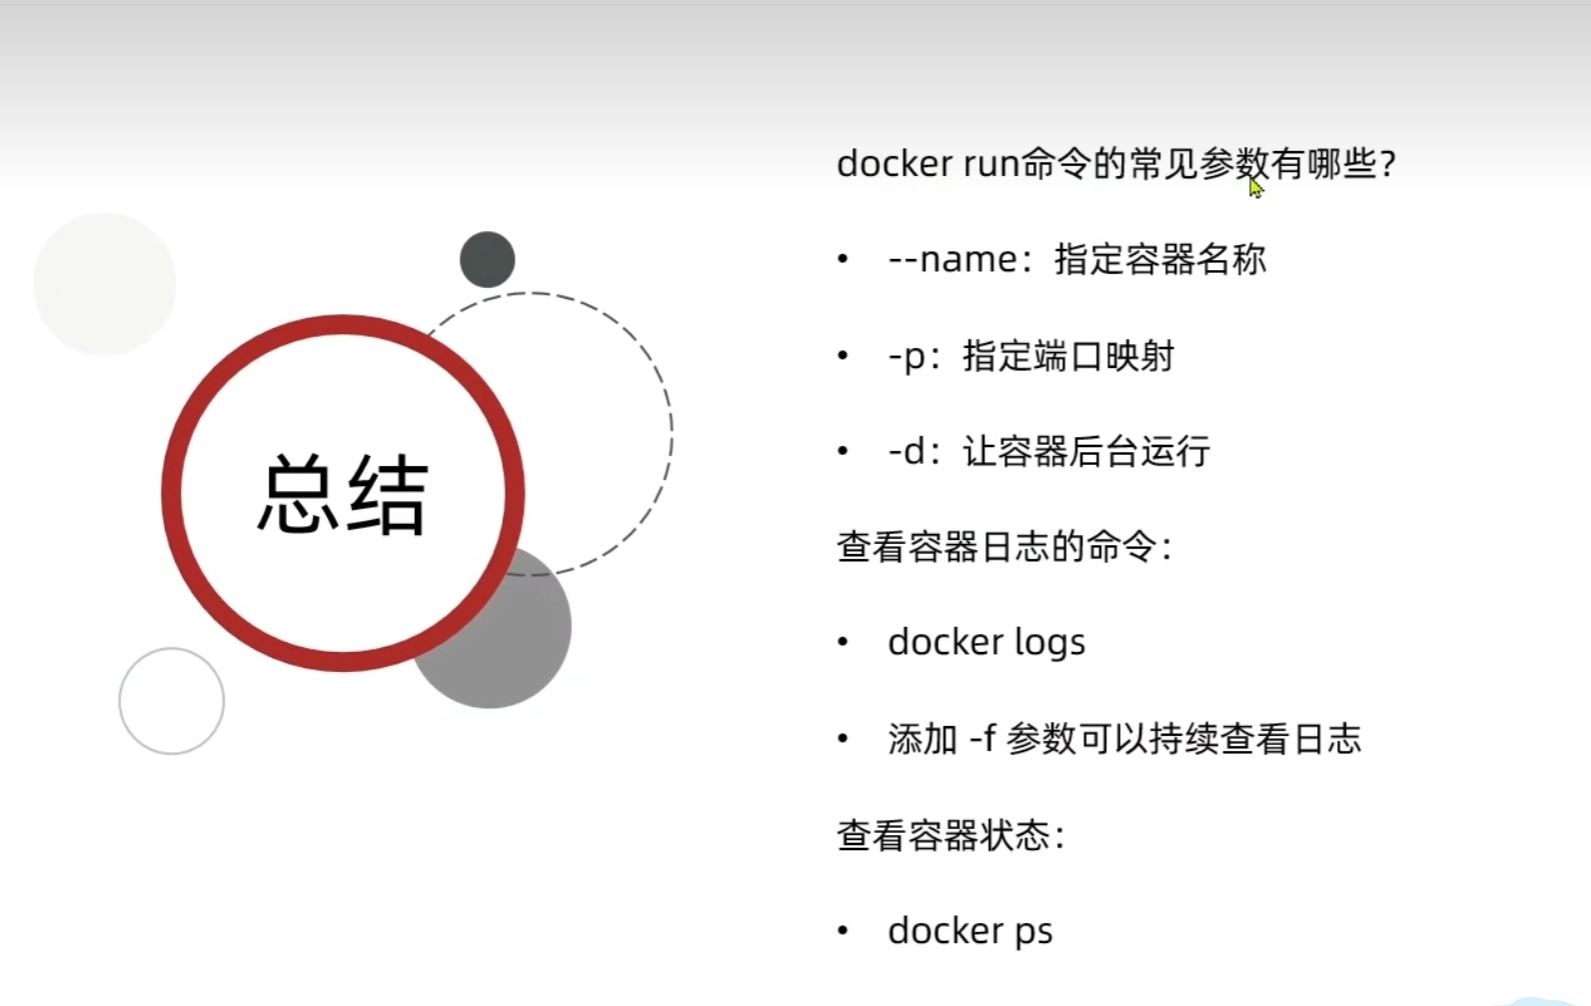 总结
docker run命令的常见参数有哪些？
• --name：指定容器名称
• -p：指定端口映射
• -d：让容器后台运行
查看容器日志的命令：
• docker logs
• 添加 -f 参数可以持续查看日志
查看容器状态：
• docker ps